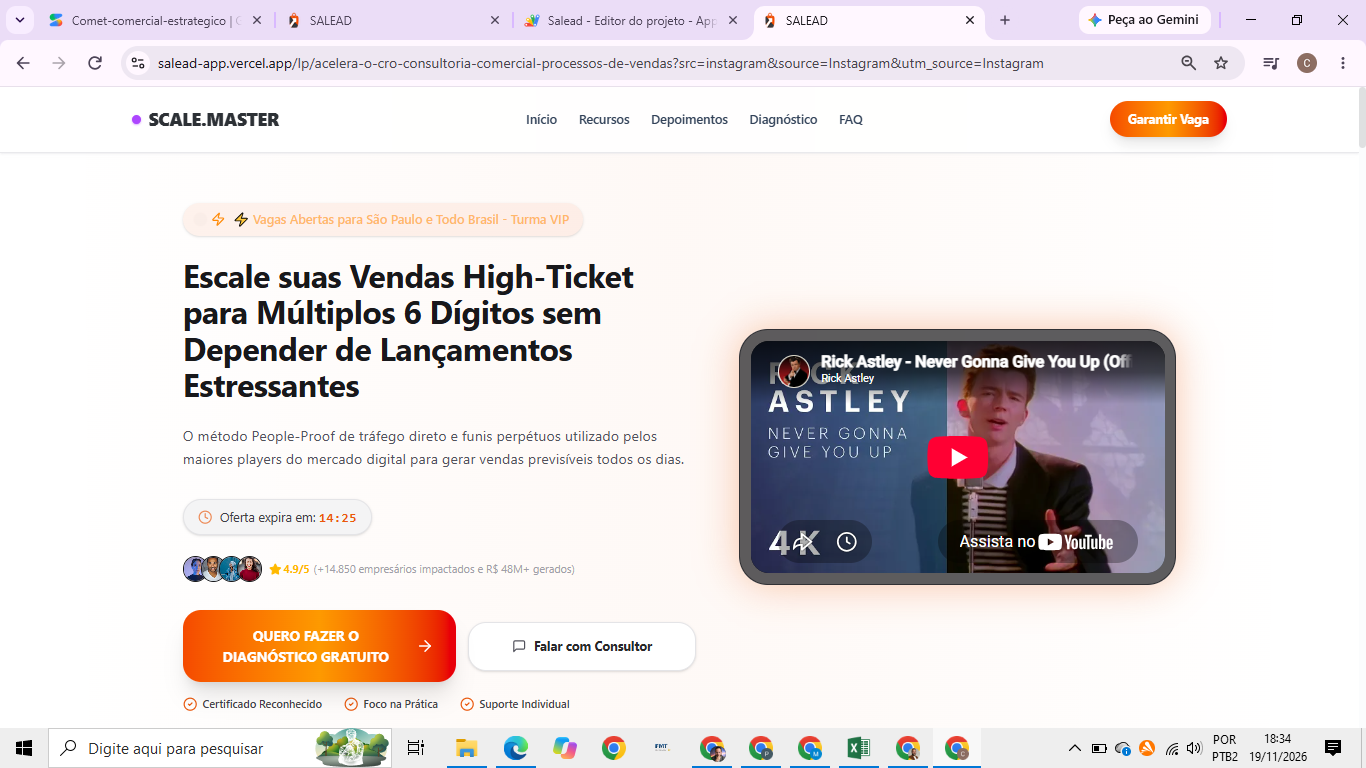 Comet-comercial-estrategico | G
SALEAD
Salead - Editor do projeto - App
SALEAD
Peça ao Gemini
salead-app.vercel.app/lp/acelera-o-cro-consultoria-comercial-processos-de-vendas?src=instagram&source=Instagram&utm_source=Instagram
C
SCALE.MASTER
Início
Recursos
Depoimentos
Diagnóstico
FAQ
Garantir Vaga
Vagas Abertas para São Paulo e Todo Brasil - Turma VIP
Escale suas Vendas High-Ticket
para Múltiplos 6 Dígitos sem
Depender de Lançamentos
Estressantes
O método People-Proof de tráfego direto e funis perpétuos utilizado pelos
maiores players do mercado digital para gerar vendas previsíveis todos os dias.
Oferta expira em: 14:25
4.9/5 (+14.850 empresários impactados e R$ 48M+ gerados)
QUERO FAZER O
DIAGNÓSTICO GRATUITO
Falar com Consultor
Certificado Reconhecido
Foco na Prática
Suporte Individual
Rick Astley - Never Gonna Give You Up (Off
Rick Astley
ASTLEY
NEVER GONNA
GIVE YOU UP
4K
Assista no YouTube
Digite aqui para pesquisar
FMT
P
M
C
POR
PTB2
18:34
19/11/2026